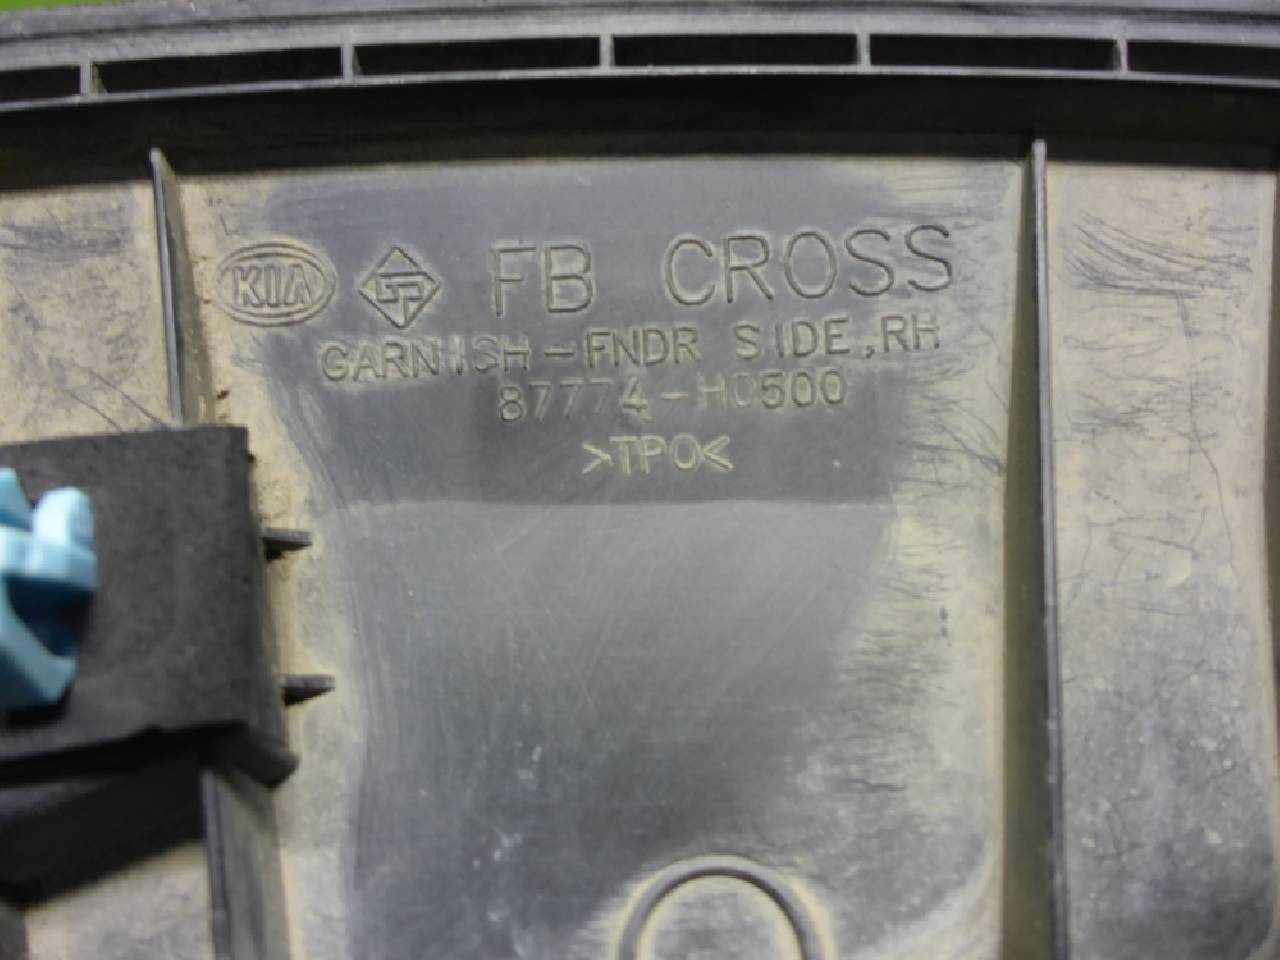 KIA FB CROSS
GARNISH-FNDR SIDE,RH
87774-H0500
>TPO<